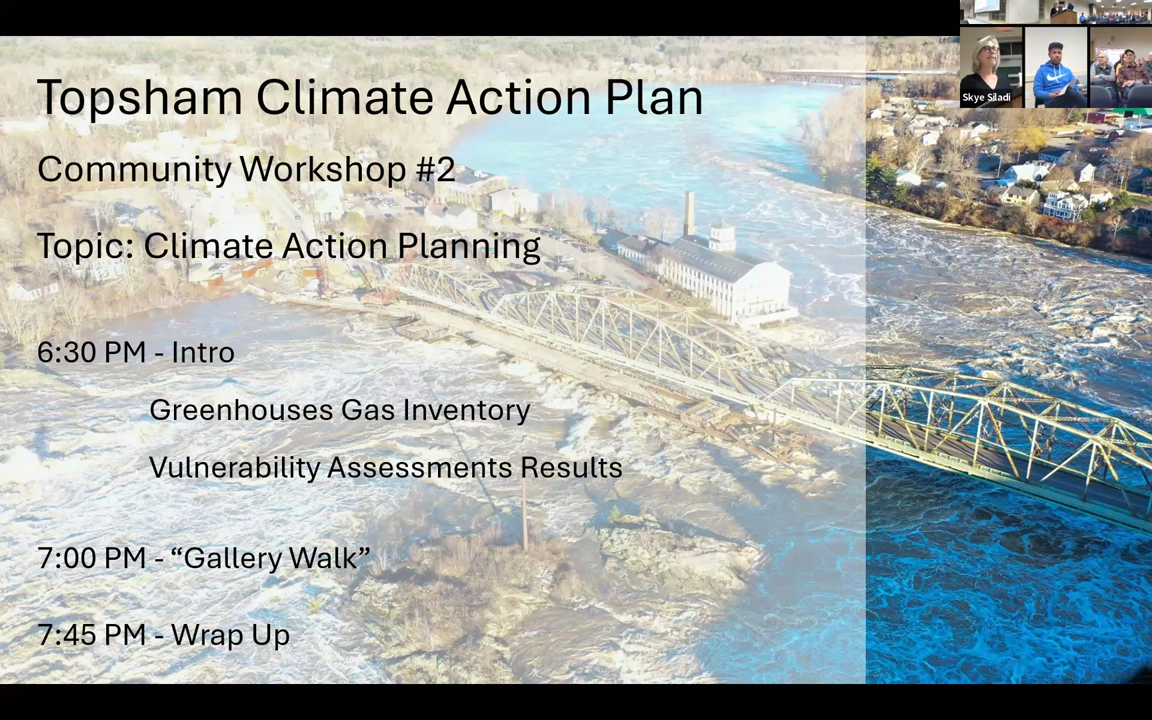 Topsham Climate Action Plan
Community Workshop #2
Topic: Climate Action Planning
6:30 PM - Intro
Greenhouses Gas Inventory
Vulnerability Assessments Results
7:00 PM - “Gallery Walk”
7:45 PM - Wrap Up
Skye Siladi